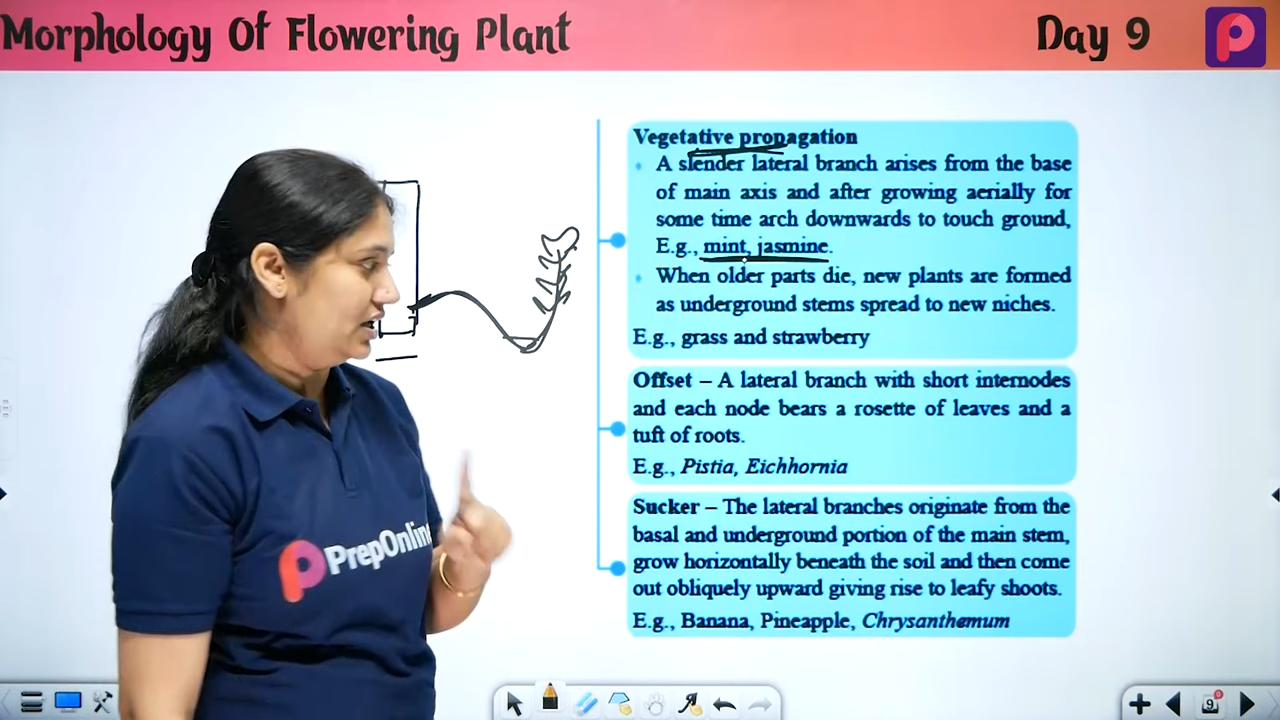 Morphology Of Flowering Plant
Day 9
Vegetative propagation
A slender lateral branch arises from the base
of main axis and after growing aerially for
some time arch downwards to touch ground,
E.g., mint, jasmine.
When older parts die, new plants are formed
as underground stems spread to new niches.
E.g., grass and strawberry
Offset – A lateral branch with short internodes
and each node bears a rosette of leaves and a
tuft of roots.
E.g., Pistia, Eichhornia
Sucker – The lateral branches originate from the
basal and underground portion of the main stem,
grow horizontally beneath the soil and then come
out obliquely upward giving rise to leafy shoots.
E.g., Banana, Pineapple, Chrysanthemum
PrepOnline
9